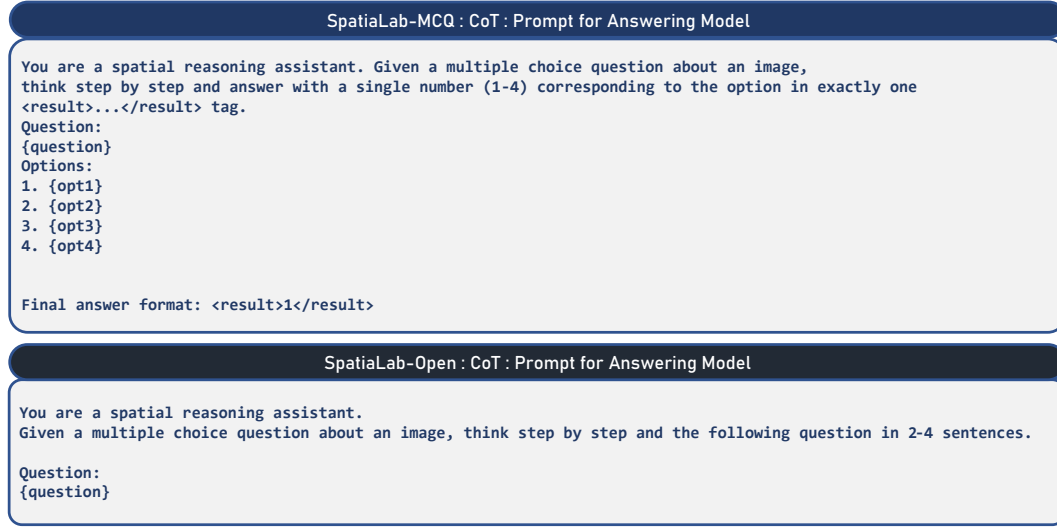 SpatiaLab-MCQ : CoT : Prompt for Answering Model
You are a spatial reasoning assistant. Given a multiple choice question about an image,
think step by step and answer with a single number (1-4) corresponding to the option in exactly one
<result>...</result> tag.
Question:
{question}
Options:
1. {opt1}
2. {opt2}
3. {opt3}
4. {opt4}
Final answer format: <result>1</result>
SpatiaLab-Open : CoT : Prompt for Answering Model
You are a spatial reasoning assistant.
Given a multiple choice question about an image, think step by step and the following question in 2-4 sentences.
Question:
{question}